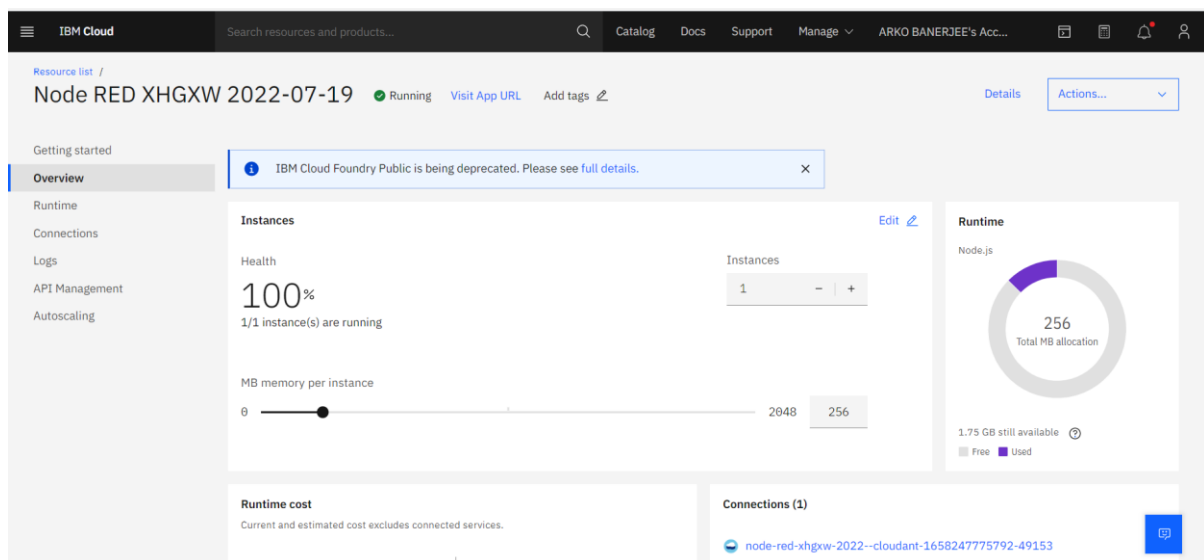 IBM Cloud
Search resources and products...
Catalog
Docs
Support
Manage
ARKO BANERJEE's Acc...
Resource list /
Node RED XHGXW 2022-07-19
Running
Visit App URL
Add tags
Details
Actions...
Getting started
Overview
Runtime
Connections
Logs
API Management
Autoscaling
IBM Cloud Foundry Public is being deprecated. Please see full details.
Instances
Edit
Health
100%
1/1 instance(s) are running
Instances
1
MB memory per instance
0
2048
256
Runtime
Node.js
256
Total MB allocation
1.75 GB still available
Free
Used
Runtime cost
Current and estimated cost excludes connected services.
Connections (1)
node-red-xhgxw-2022--cloudant-1658247775792-49153